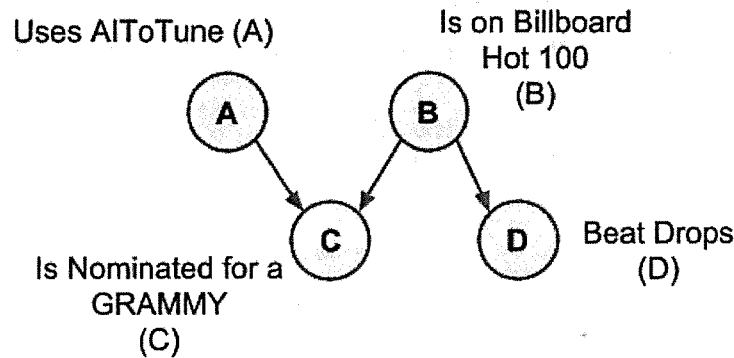 Uses AIToTune (A)
Is on Billboard
Hot 100
(B)
A
B
C
D
Is Nominated for a
GRAMMY
(C)
Beat Drops
(D)